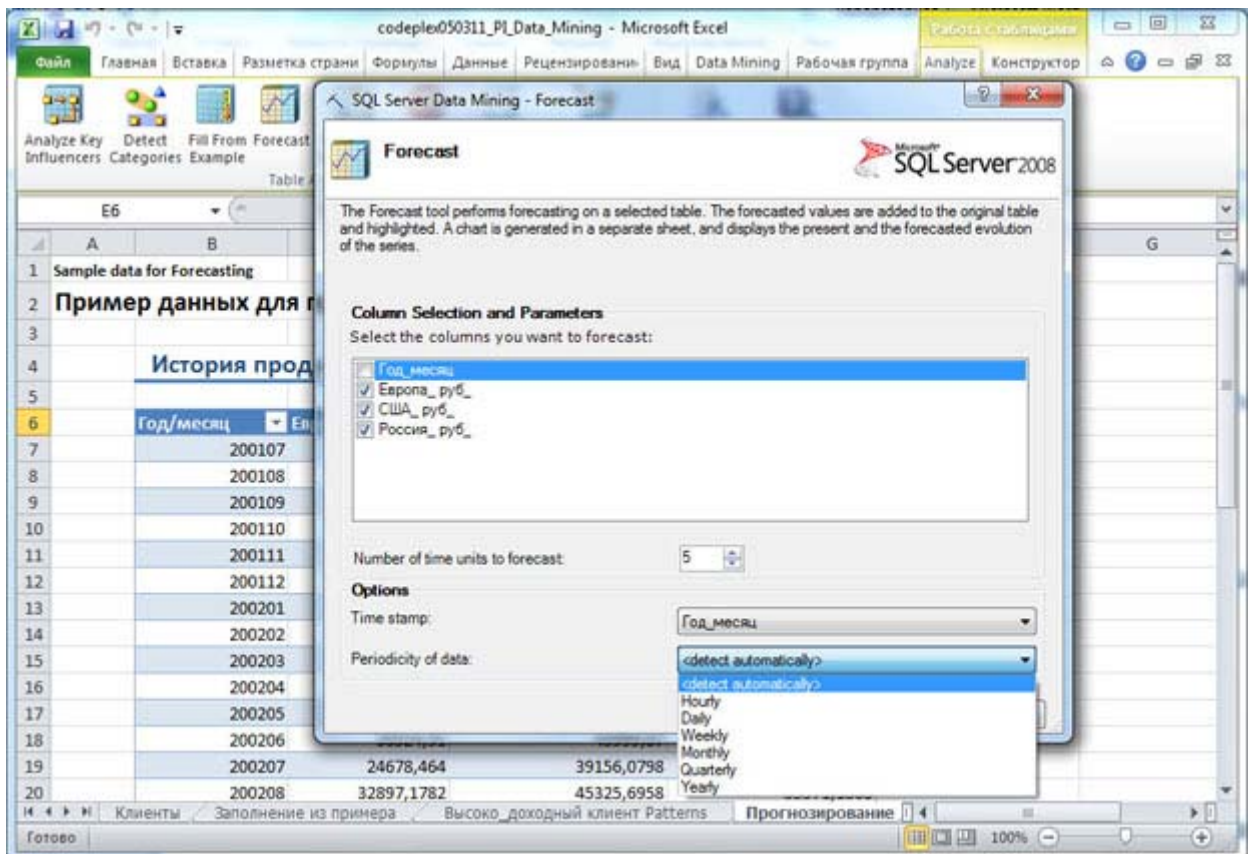 codeplex050311_PI_Data_Mining - Microsoft Excel
Работа с таблицами
Файл Главная Вставка Разметка страни Формулы Данные Рецензировани Вид Data Mining Рабочая группа Analyze Конструктор
Analyze Key Influencers
Detect Categories
Fill From Example
Forecast
Table
SQL Server Data Mining - Forecast
Forecast
Microsoft SQL Server 2008
The Forecast tool performs forecasting on a selected table. The forecasted values are added to the original table
and highlighted. A chart is generated in a separate sheet, and displays the present and the forecasted evolution
of the series.
Column Selection and Parameters
Select the columns you want to forecast:
Год_месяц
Европа_ руб_
США_ руб_
Россия_ руб_
Number of time units to forecast: 5
Options
Time stamp: Год_месяц
Periodicity of data: <detect automatically>
<detect automatically>
Hourly
Daily
Weekly
Monthly
Quarterly
Yearly
E6
A B G
1 Sample data for Forecasting
2 Пример данных для
3
4 История прод
5
6 Год/месяц Ев
7 200107
8 200108
9 200109
10 200110
11 200111
12 200112
13 200201
14 200202
15 200203
16 200204
17 200205
18 200206
19 200207 24678,464 39156,0798
20 200208 32897,1782 45325,6958
Клиенты Заполнение из примера Высоко_доходный клиент Patterns Прогнозирование
Готово 100%